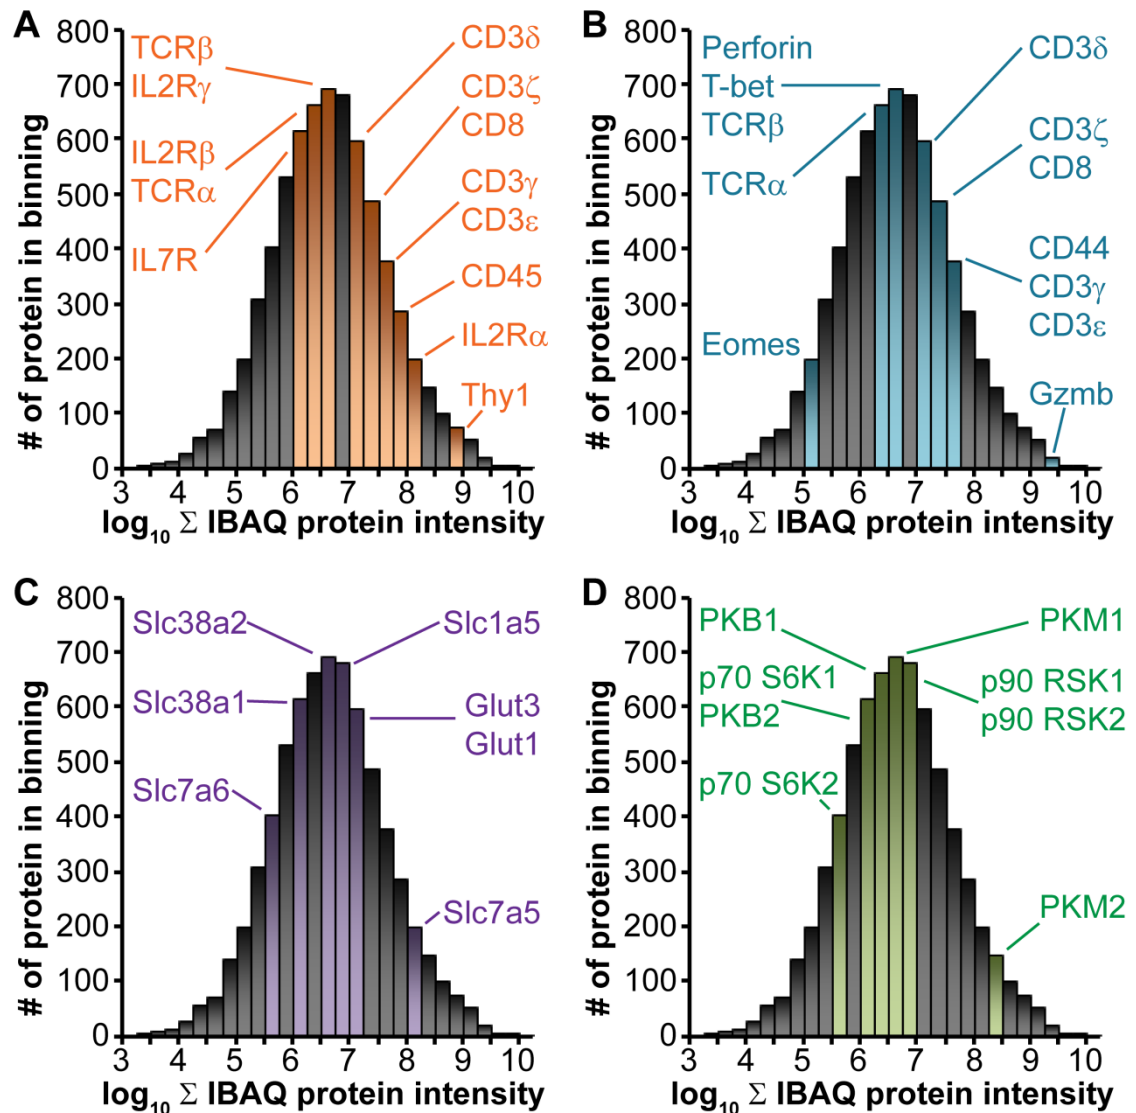 A
# of protein in binning
800
700
600
500
400
300
200
100
0
TCRβ
IL2Rγ
IL2Rβ
TCRα
IL7R
CD3δ
CD3ζ
CD8
CD3γ
CD3ε
CD45
IL2Rα
Thy1
3 4 5 6 7 8 9 10
log10 Σ IBAQ protein intensity
B
# of protein in binning
800
700
600
500
400
300
200
100
0
Perforin
T-bet
TCRβ
TCRα
Eomes
CD3δ
CD3ζ
CD8
CD44
CD3γ
CD3ε
Gzmb
3 4 5 6 7 8 9 10
log10 Σ IBAQ protein intensity
C
# of protein in binning
800
700
600
500
400
300
200
100
0
Slc38a2
Slc38a1
Slc7a6
Slc1a5
Glut3
Glut1
Slc7a5
3 4 5 6 7 8 9 10
log10 Σ IBAQ protein intensity
D
# of protein in binning
800
700
600
500
400
300
200
100
0
PKB1
p70 S6K1
PKB2
p70 S6K2
PKM1
p90 RSK1
p90 RSK2
PKM2
3 4 5 6 7 8 9 10
log10 Σ IBAQ protein intensity